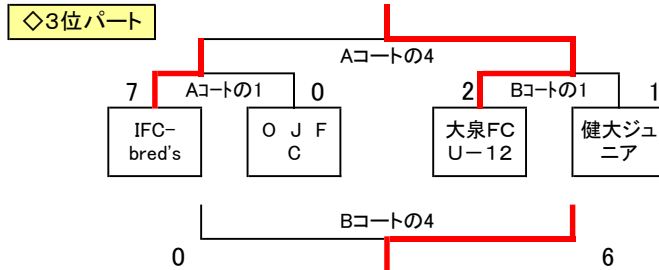 ◇3位パート
Aコートの4
7 Aコートの1 0 2 Bコートの1 1
IFC- O J F 大泉FC 健大ジュ
bred's C U-12 ニア
Bコートの4
0 6